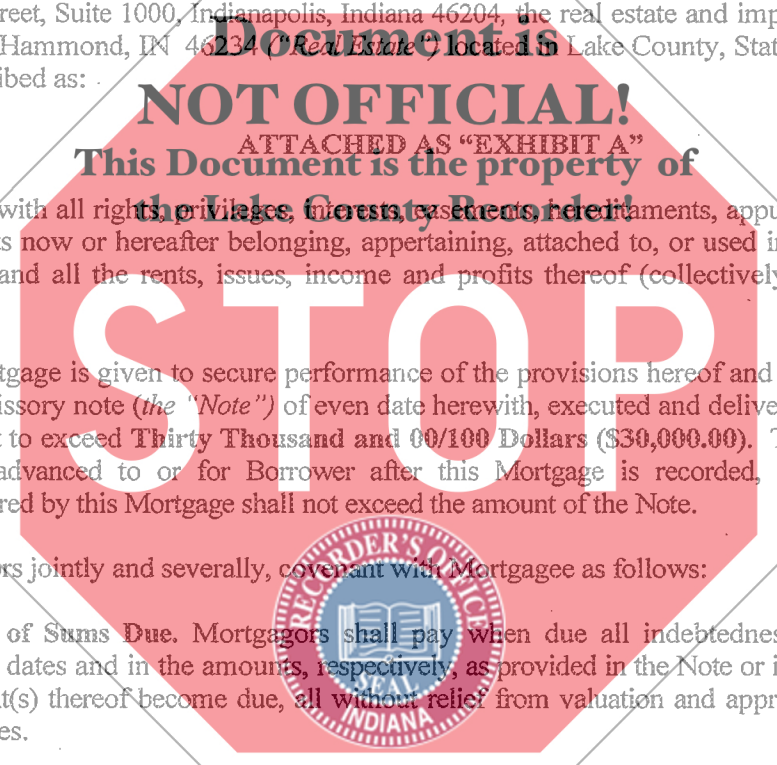 reet, Suite 1000, Indianapolis, Indiana 46204, the real estate and imp
Hammond, IN 46234 ("Real Estate") located in Lake County, Stat
Document is
ibed as:
NOT OFFICIAL!
ATTACHED AS “EXHIBIT A”
This Document is the property of
the Lake County Recorder!
with all rights, privileges, interests, easements, hereditaments, appu
ts now or hereafter belonging, appertaining, attached to, or used in
and all the rents, issues, income and profits thereof (collectively
STOP
tgage is given to secure performance of the provisions hereof and
issory note (the "Note") of even date herewith, executed and delive
t to exceed Thirty Thousand and 00/100 Dollars ($30,000.00). T
advanced to or for Borrower after this Mortgage is recorded,
red by this Mortgage shall not exceed the amount of the Note.
rs jointly and severally, covenant with Mortgagee as follows:
RECORDER'S OFFICE
of Sums Due. Mortgagors shall pay when due all indebtednes
dates and in the amounts, respectively, as provided in the Note or i
SEAL
t(s) thereof become due, all without relief from valuation and appr
INDIANA
es.